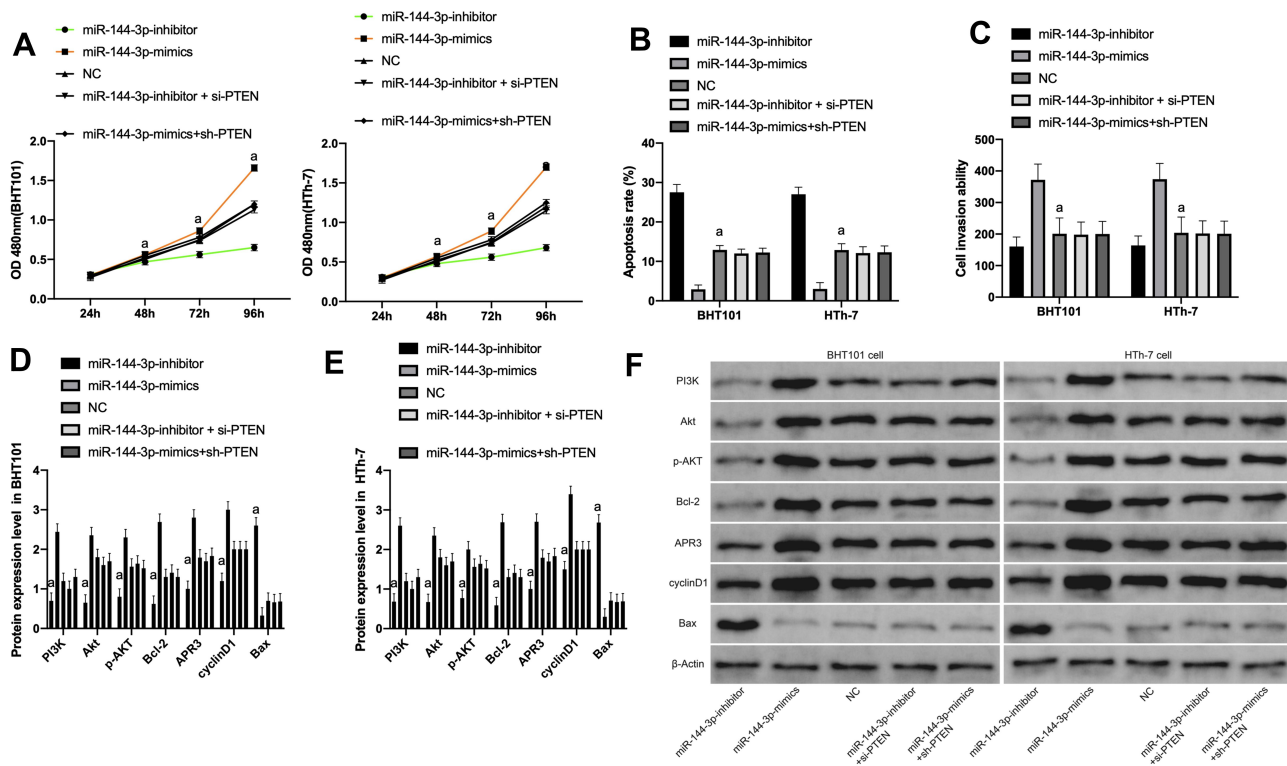 A
miR-144-3p-inhibitor
miR-144-3p-mimics
NC
miR-144-3p-inhibitor + si-PTEN
miR-144-3p-mimics+sh-PTEN
OD 480nm(BHT101)
2.0
1.5
1.0
0.5
0.0
a
a
a
24h
48h
72h
96h
miR-144-3p-inhibitor
miR-144-3p-mimics
NC
miR-144-3p-inhibitor + si-PTEN
miR-144-3p-mimics+sh-PTEN
OD 480nm(HTh-7)
2.0
1.5
1.0
0.5
0.0
a
a
a
24h
48h
72h
96h
B
miR-144-3p-inhibitor
miR-144-3p-mimics
NC
miR-144-3p-inhibitor + si-PTEN
miR-144-3p-mimics+sh-PTEN
Apoptosis rate (%)
40
30
20
10
0
a
a
BHT101
HTh-7
C
miR-144-3p-inhibitor
miR-144-3p-mimics
NC
miR-144-3p-inhibitor + si-PTEN
miR-144-3p-mimics+sh-PTEN
Cell invasion ability
500
400
300
200
100
0
a
a
BHT101
HTh-7
D
miR-144-3p-inhibitor
miR-144-3p-mimics
NC
miR-144-3p-inhibitor + si-PTEN
miR-144-3p-mimics+sh-PTEN
Protein expression level in BHT101
4
3
2
1
0
a
a
a
a
a
a
a
PI3K
Akt
p-AKT
Bcl-2
APR3
cyclinD1
Bax
E
miR-144-3p-inhibitor
miR-144-3p-mimics
NC
miR-144-3p-inhibitor + si-PTEN
miR-144-3p-mimics+sh-PTEN
Protein expression level in HTh-7
4
3
2
1
0
a
a
a
a
a
a
a
PI3K
Akt
p-AKT
Bcl-2
APR3
cyclinD1
Bax
F
BHT101 cell
HTh-7 cell
PI3K
Akt
p-AKT
Bcl-2
APR3
cyclinD1
Bax
β-Actin
miR-144-3p-inhibitor
miR-144-3p-mimics
NC
miR-144-3p-inhibitor
+si-PTEN
miR-144-3p-mimics
+sh-PTEN
miR-144-3p-inhibitor
miR-144-3p-mimics
NC
miR-144-3p-inhibitor
+si-PTEN
miR-144-3p-mimics
+sh-PTEN